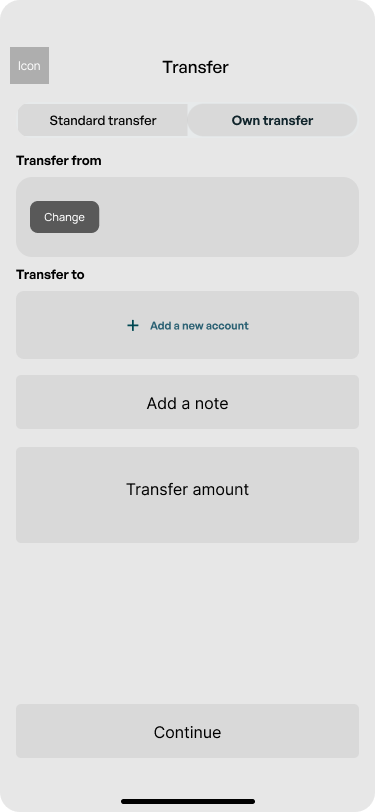 Icon
Transfer
Standard transfer
Own transfer
Transfer from
Change
Transfer to
+ Add a new account
Add a note
Transfer amount
Continue